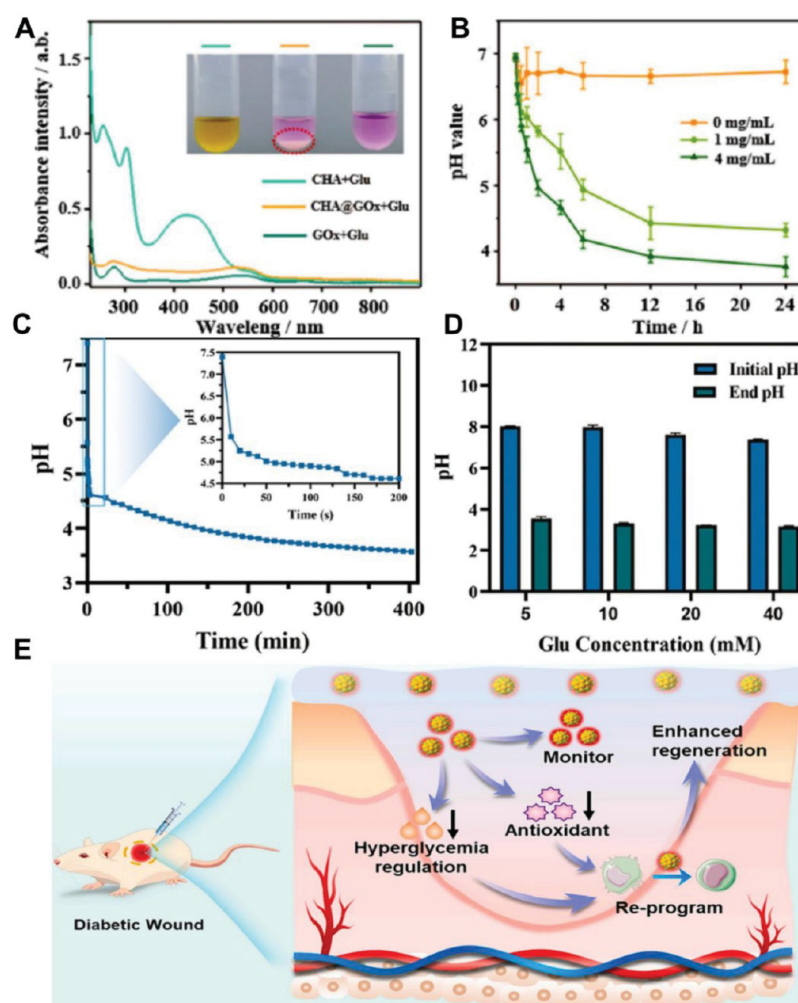 A
Absorbance intensity / a.b.
1.5
1.0
0.5
0.0
CHA+Glu
CHA@GOx+Glu
GOx+Glu
300 400 500 600 700 800
Waveleng / nm
B
pH value
7
6
5
4
0 mg/mL
1 mg/mL
4 mg/mL
0 4 8 12 16 20 24
Time / h
C
pH
7
6
5
4
3
pH
7.5
7.0
6.5
6.0
5.5
5.0
4.5
0 50 100 150 200
Time (s)
0 100 200 300 400
Time (min)
D
pH
12
10
8
6
4
2
0
Initial pH
End pH
5 10 20 40
Glu Concentration (mM)
E
Diabetic Wound
Monitor
Enhanced
regeneration
Hyperglycemia
regulation
Antioxidant
Re-program